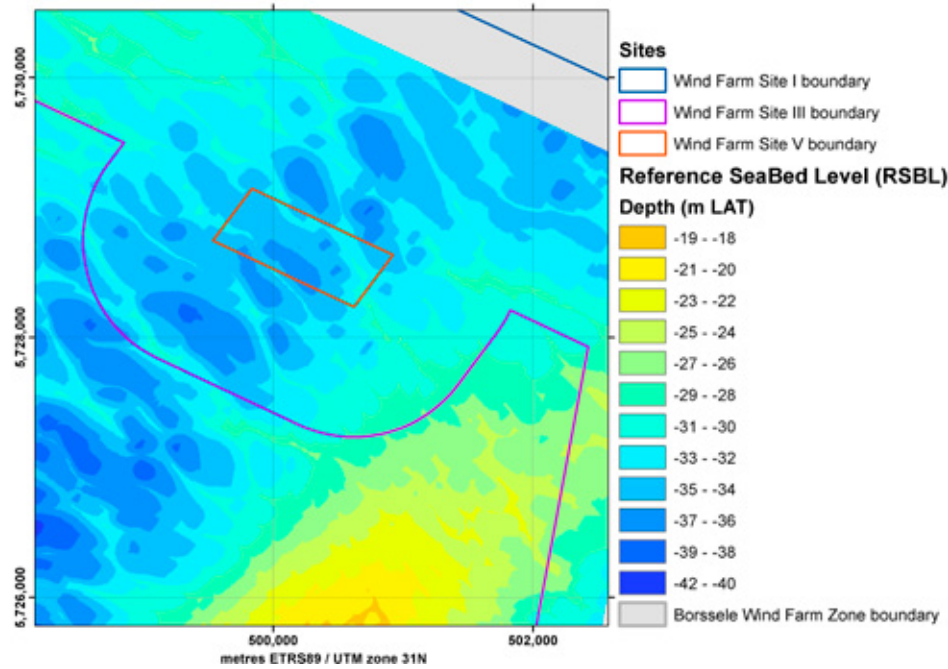 5,730,000
5,728,000
5,726,000
500,000
502,000
metres ETRS89 / UTM zone 31N
Sites
Wind Farm Site I boundary
Wind Farm Site III boundary
Wind Farm Site V boundary
Reference SeaBed Level (RSBL)
Depth (m LAT)
-19 - -18
-21 - -20
-23 - -22
-25 - -24
-27 - -26
-29 - -28
-31 - -30
-33 - -32
-35 - -34
-37 - -36
-39 - -38
-42 - -40
Borssele Wind Farm Zone boundary